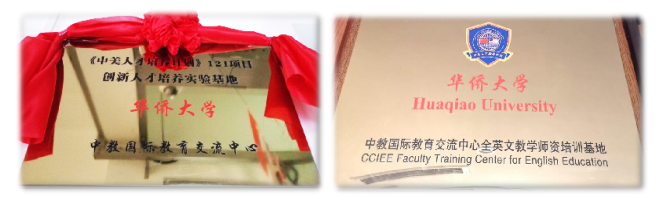 《中美人才培养计划》121项目
创新人才培养实验基地
华侨大学
中教国际教育交流中心
华侨大学
Huaqiao University
中教国际教育交流中心全英文教学师资培训基地
CCIEE Faculty Training Center for English Education